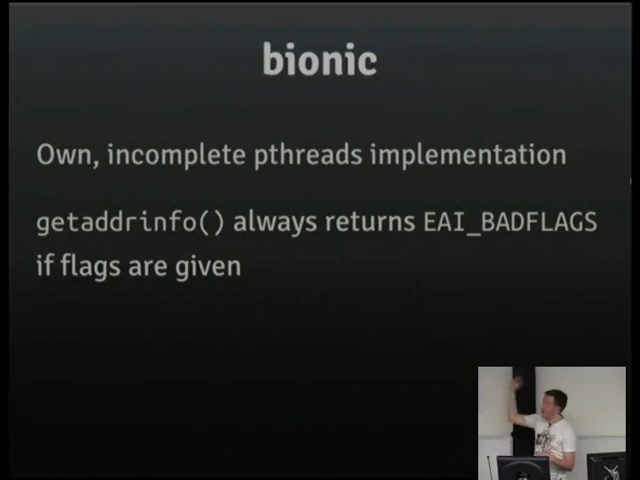 bionic
Own, incomplete pthreads implementation
getaddrinfo() always returns EAI_BADFLAGS
if flags are given